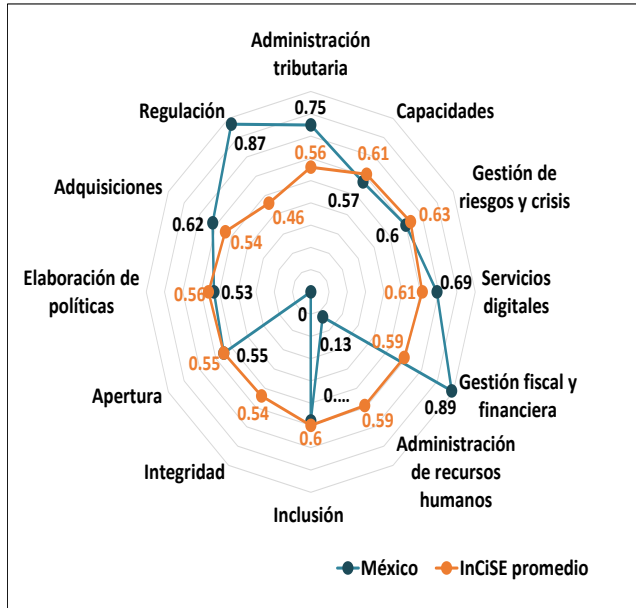 Administración
tributaria
Regulación
0.75
Capacidades
0.87
0.56
0.61
Gestión de
riesgos y crisis
Adquisiciones
0.46
0.57
0.63
0.62
0.54
0.6
Elaboración de
políticas
0.56
0.53
0.61
0.69
Servicios
digitales
0
0.59
0.13
0.55
0.55
Gestión fiscal y
financiera
0.89
Apertura
0....
0.54
0.6
0.59
Administración
de recursos
humanos
Integridad
Inclusión
México
InCiSE promedio